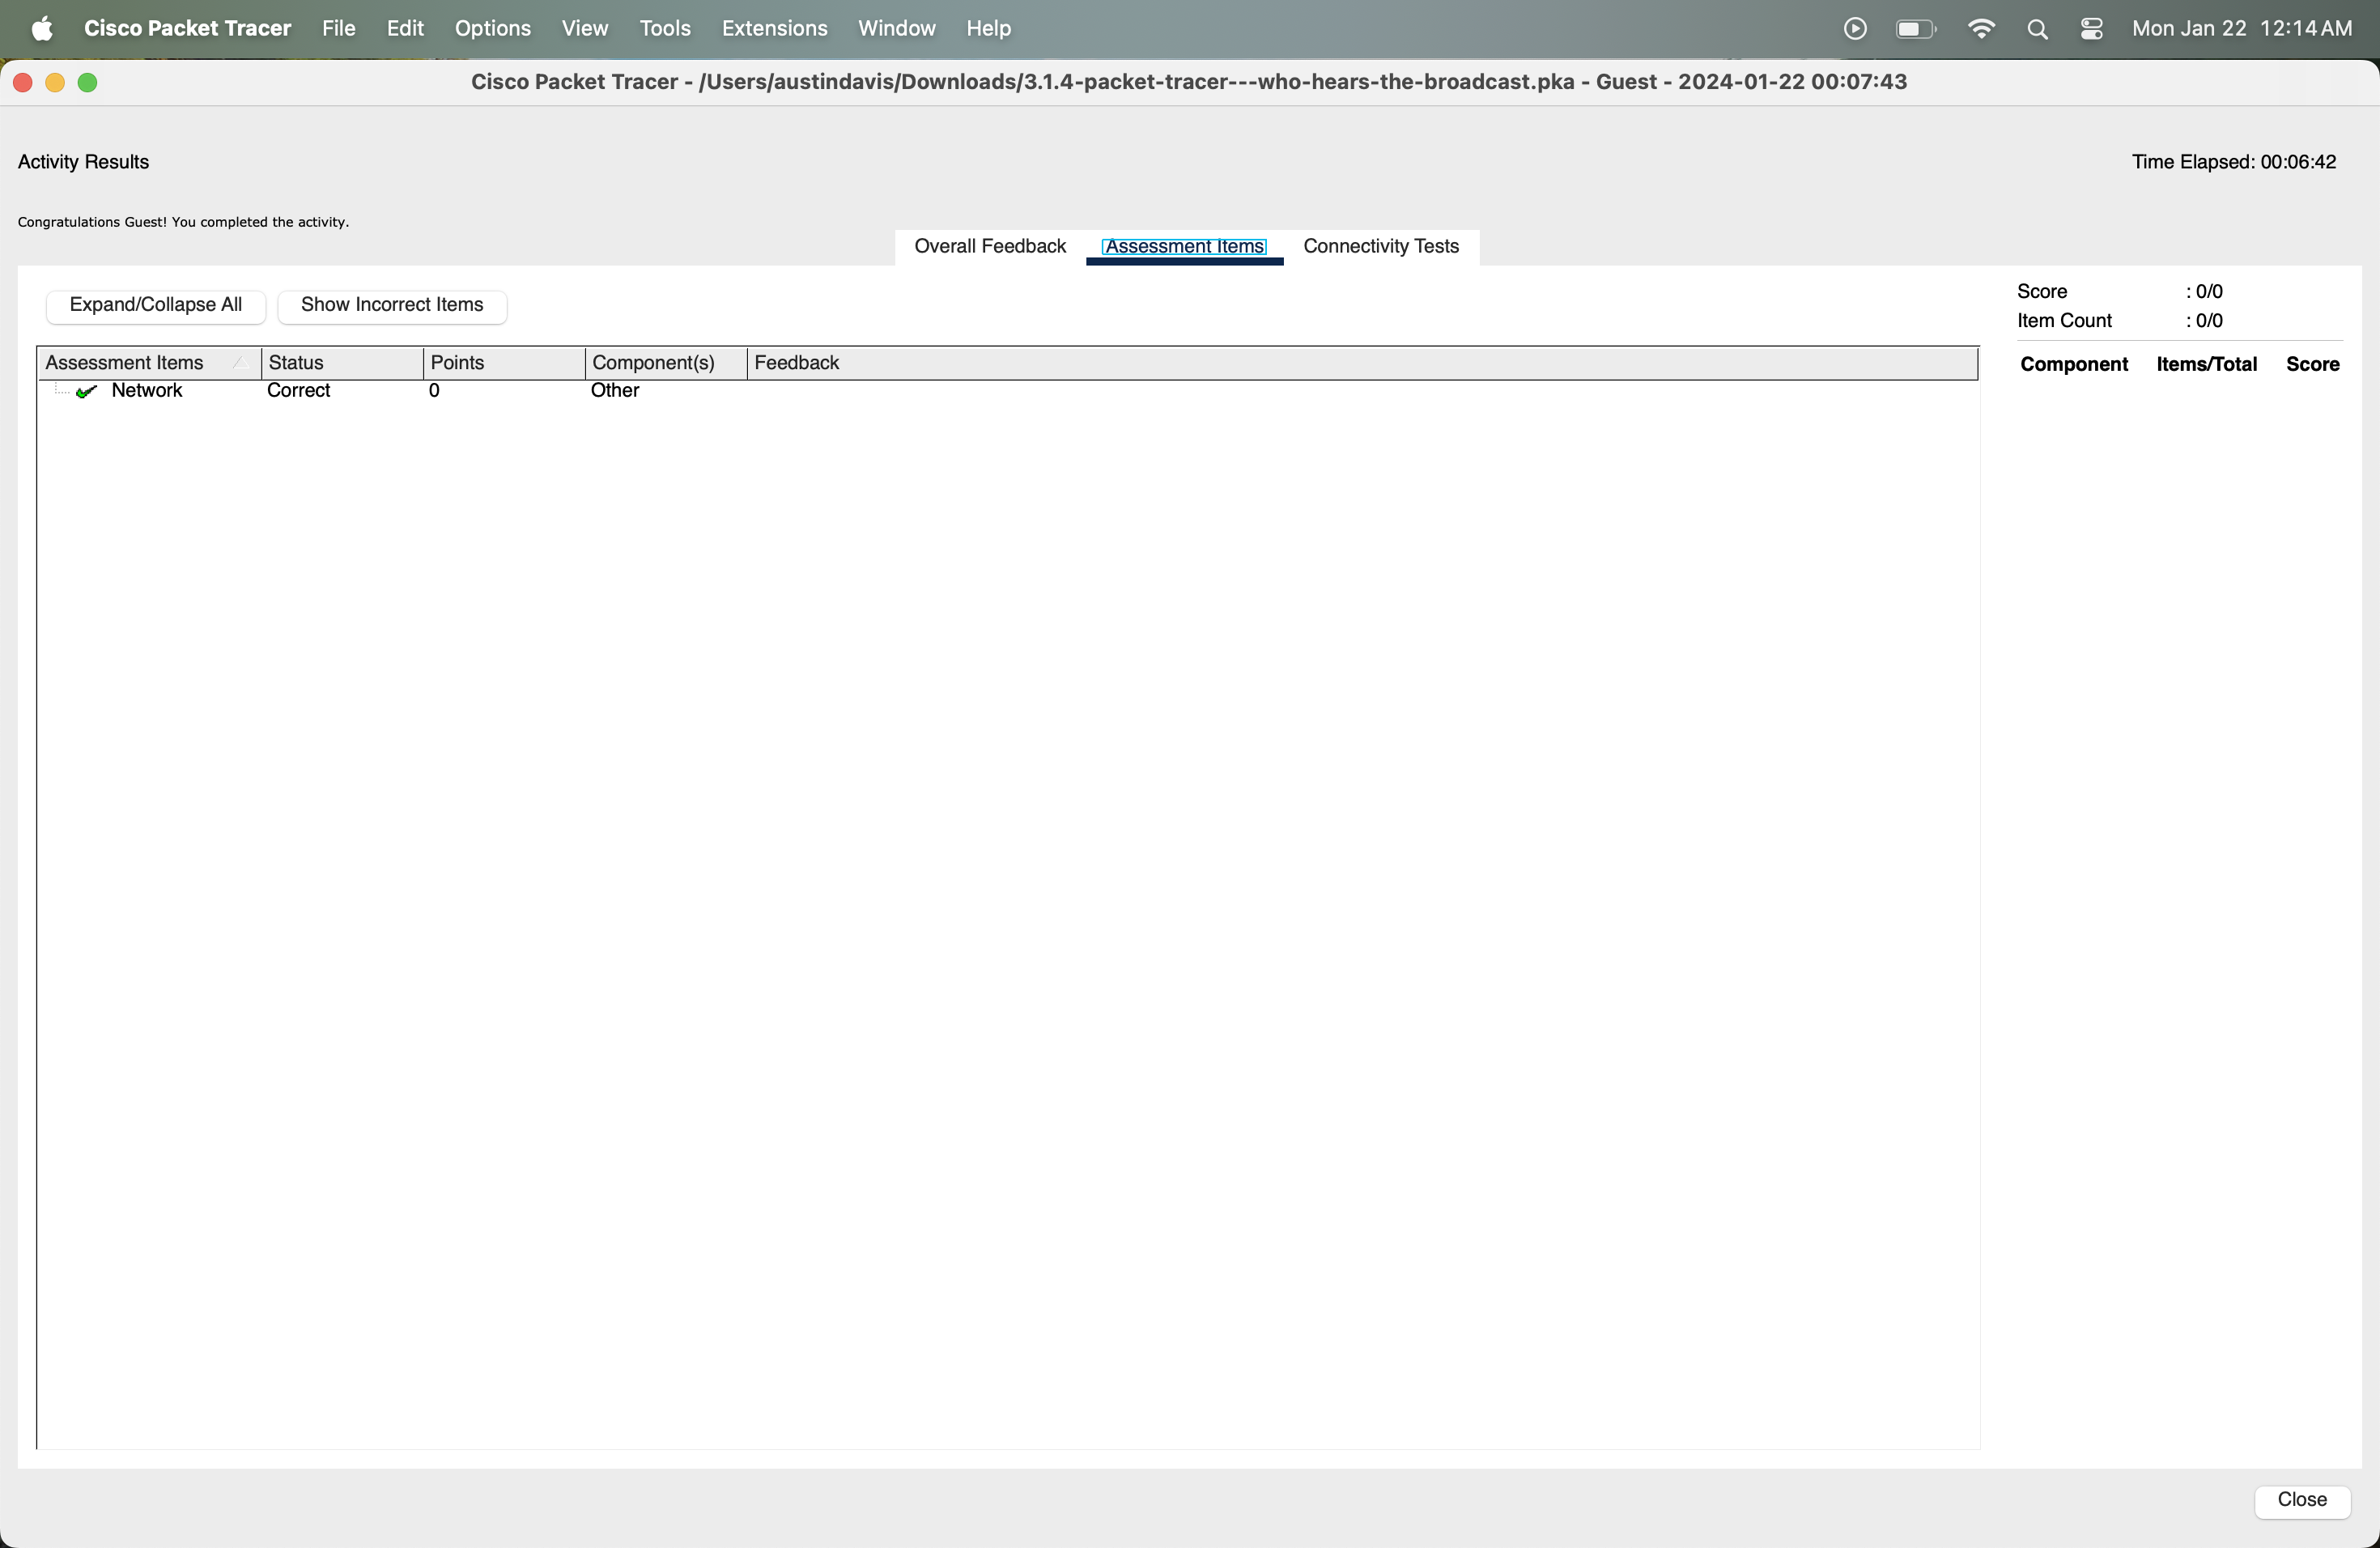 Cisco Packet Tracer File Edit Options View Tools Extensions Window Help Mon Jan 22 12:14 AM
Cisco Packet Tracer - /Users/austindavis/Downloads/3.1.4-packet-tracer---who-hears-the-broadcast.pka - Guest - 2024-01-22 00:07:43
Activity Results Time Elapsed: 00:06:42
Congratulations Guest! You completed the activity.
Overall Feedback Assessment Items Connectivity Tests
Expand/Collapse All Show Incorrect Items
Score : 0/0
Item Count : 0/0
Component Items/Total Score
Assessment Items Status Points Component(s) Feedback
Network Correct 0 Other
Close